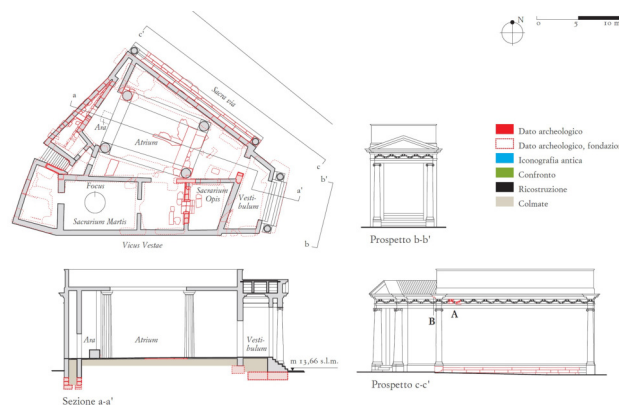 N
0
5
10 m
c'
Sacra via
a
Ara
Atrium
c
a'
b'
Focus
Sacrarium Martis
Sacrarium
Opis
Vesti-
bulum
b
Vicus Vestae
Prospetto b-b'
Dato archeologico
Dato archeologico, fondazion
Iconografia antica
Confronto
Ricostruzione
Colmate
Ara
Atrium
Vesti-
bulum
m 13,66 s.l.m.
Sezione a-a'
B
A
Prospetto c-c'